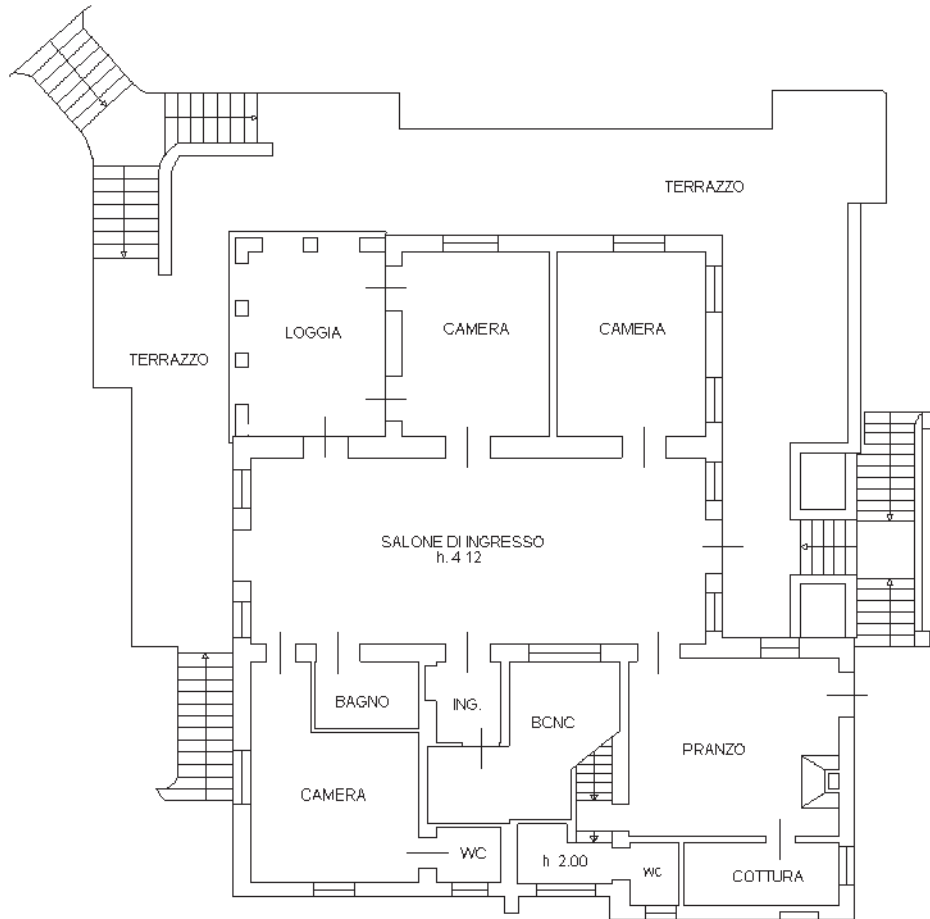 TERRAZZO
LOGGIA
CAMERA
CAMERA
TERRAZZO
SALONE DI INGRESSO
h. 4 12
BAGNO
ING.
BCNC
PRANZO
CAMERA
WC
h 2.00
WC
COTTURA